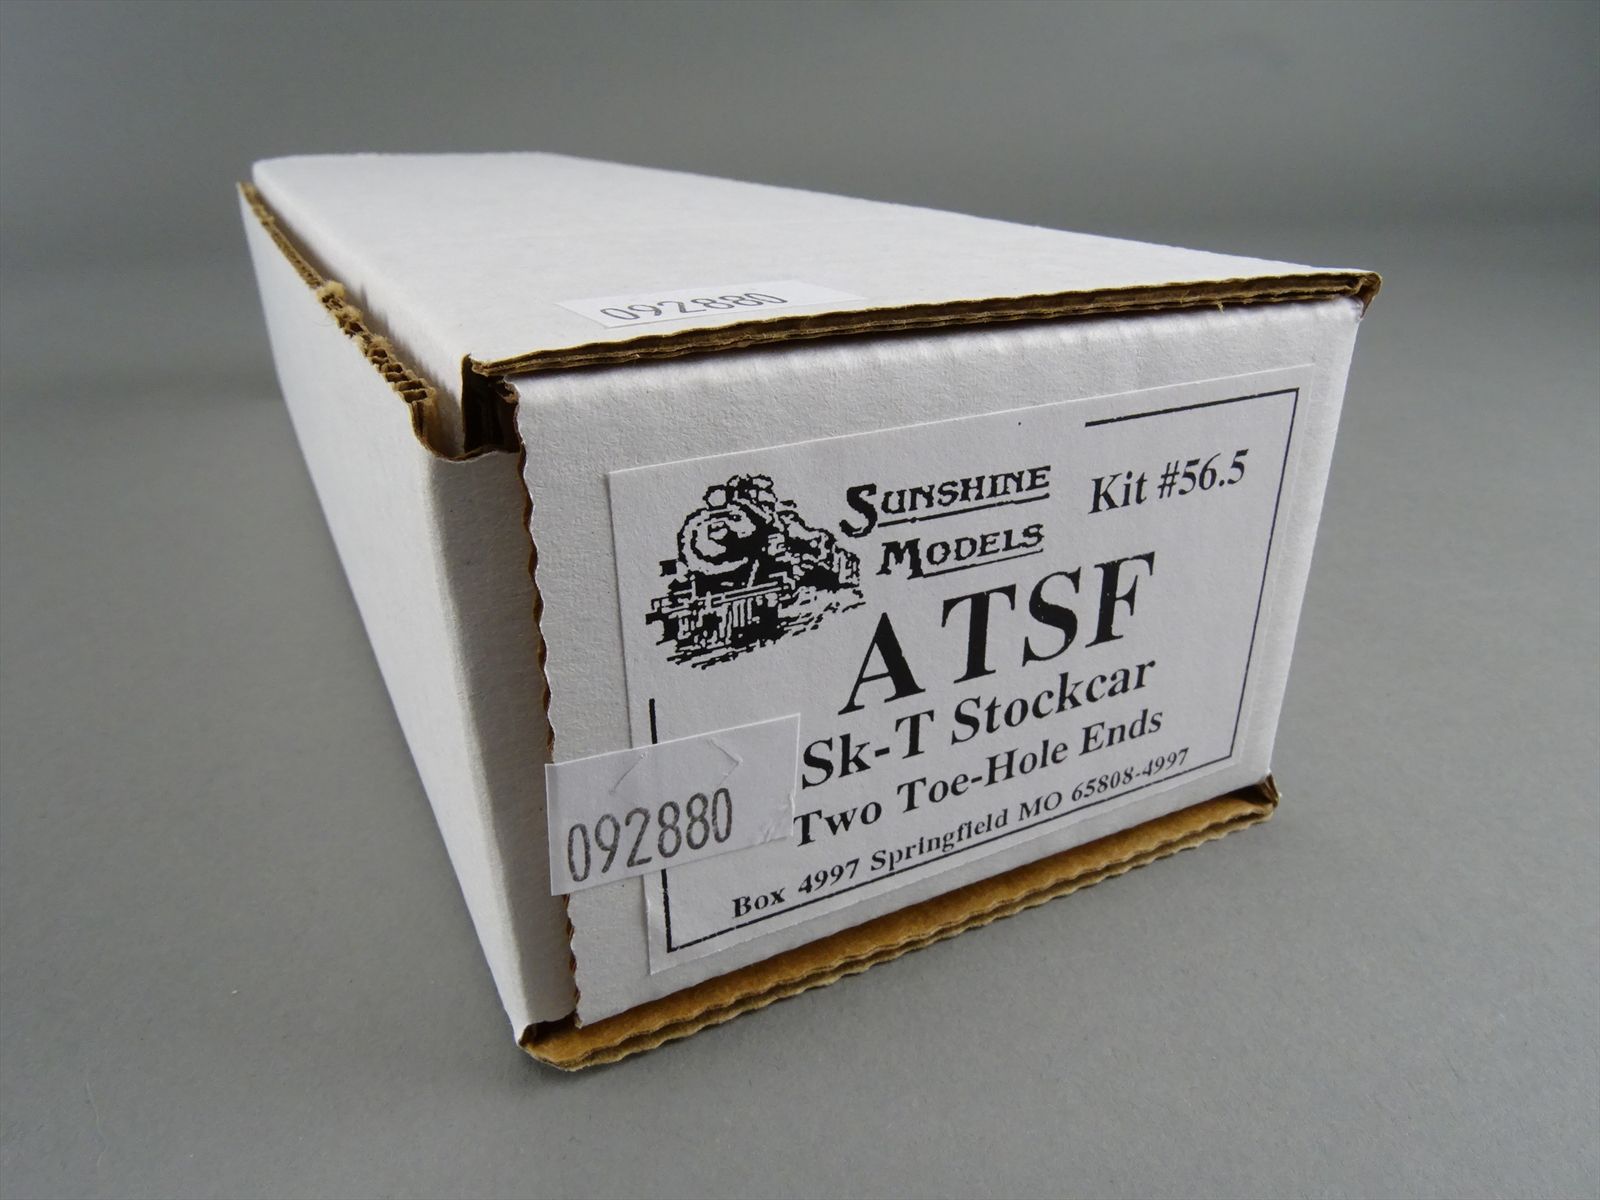 092880
SUNSHINE
MODELS
Kit #56.5
ATSF
Sk-T Stockcar
Two Toe-Hole Ends
Box 4997 Springfield MO 65808-4997
092880